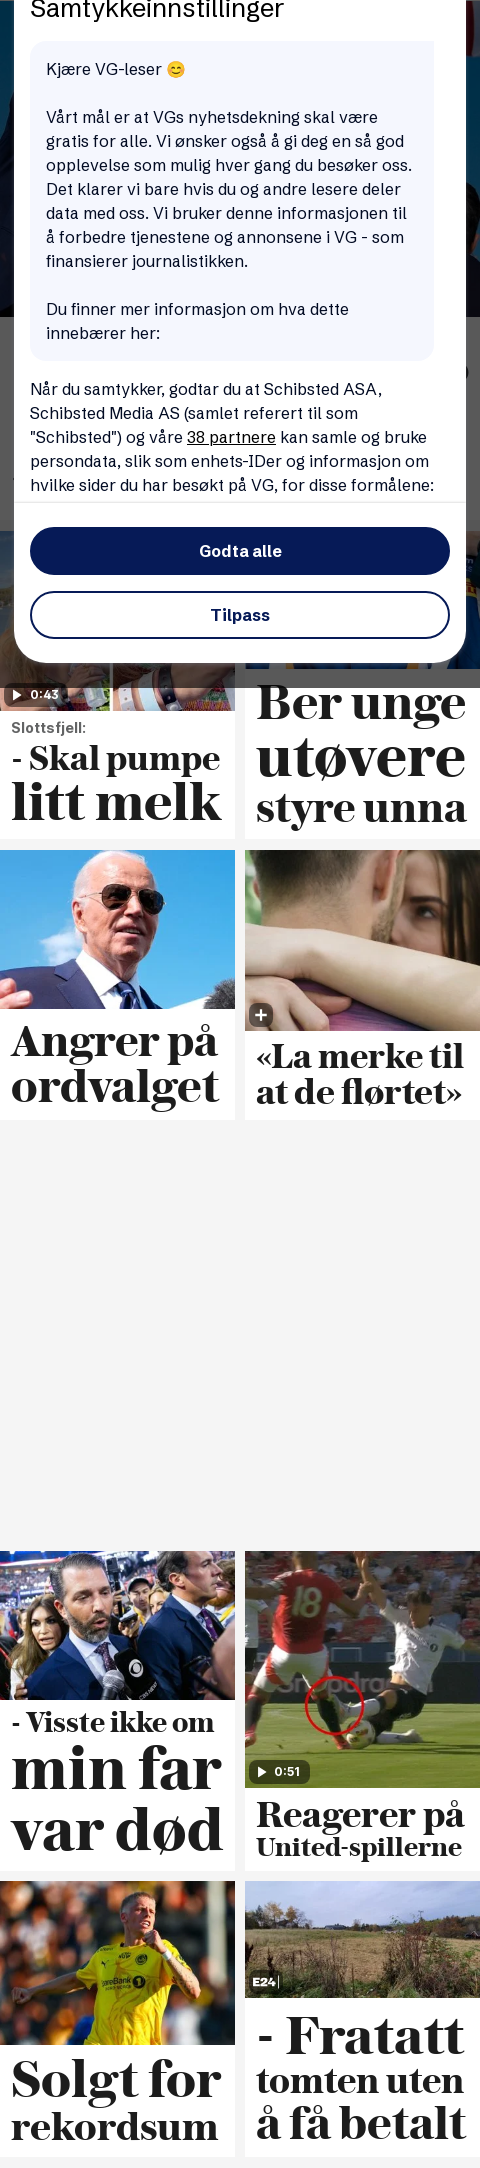 Samtykkeinnstillinger
Kjære VG-leser 😊
Vårt mål er at VGs nyhetsdekning skal være
gratis for alle. Vi ønsker også å gi deg en så god
opplevelse som mulig hver gang du besøker oss.
Det klarer vi bare hvis du og andre lesere deler
data med oss. Vi bruker denne informasjonen til
å forbedre tjenestene og annonsene i VG - som
finansierer journalistikken.
Du finner mer informasjon om hva dette
innebærer her:
Når du samtykker, godtar du at Schibsted ASA,
Schibsted Media AS (samlet referert til som
"Schibsted") og våre 38 partnere kan samle og bruke
persondata, slik som enhets-IDer og informasjon om
hvilke sider du har besøkt på VG, for disse formålene:
Godta alle
Tilpass
0:43
Slottsfjell:
- Skal pumpe
litt melk
Ber unge
utøvere
styre unna
Angrer på
ordvalget
«La merke til
at de flørtet»
- Visste ikke om
min far
var død
18
0:51
Reagerer på
United-spillerne
Solgt for
rekordsum
E24
- Fratatt
tomten uten
å få betalt